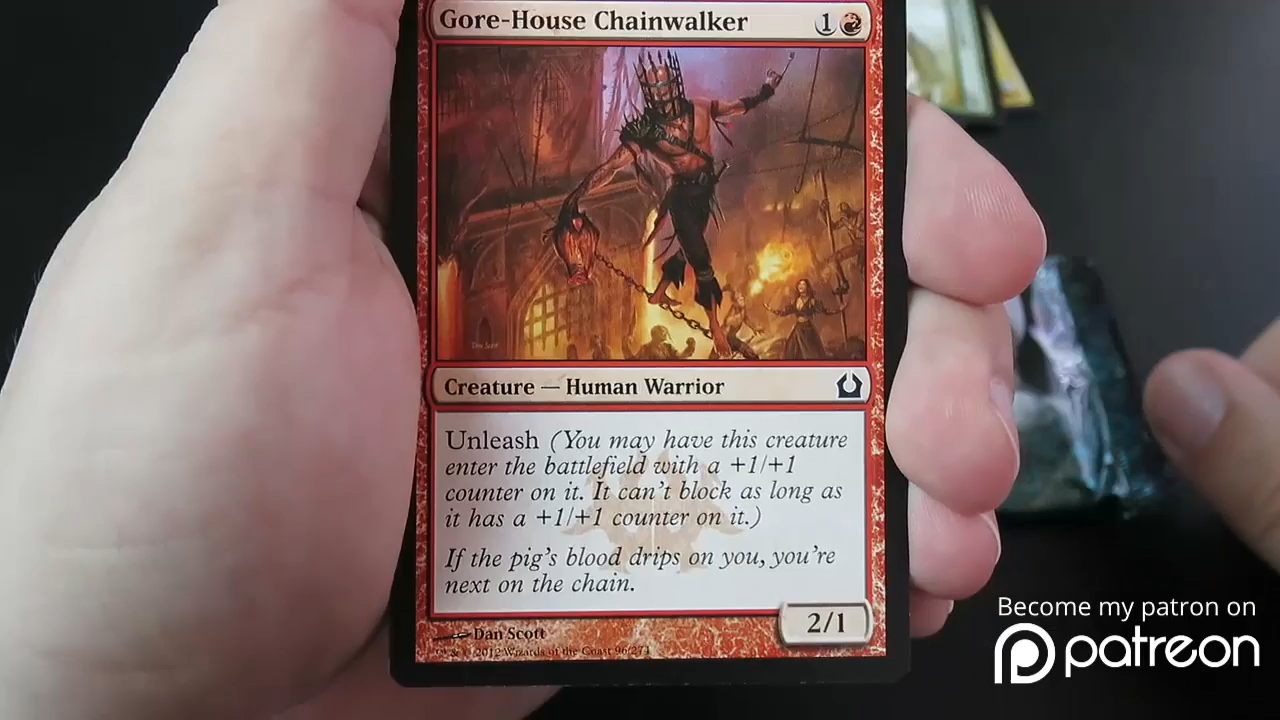 Gore-House Chainwalker 1
Creature — Human Warrior
Unleash (You may have this creature
enter the battlefield with a +1/+1
counter on it. It can't block as long as
it has a +1/+1 counter on it.)
If the pig's blood drips on you, you're
next on the chain.
2/1
Dan Scott
™ & © 2012 Wizards of the Coast 96/274
Become my patron on
patreon